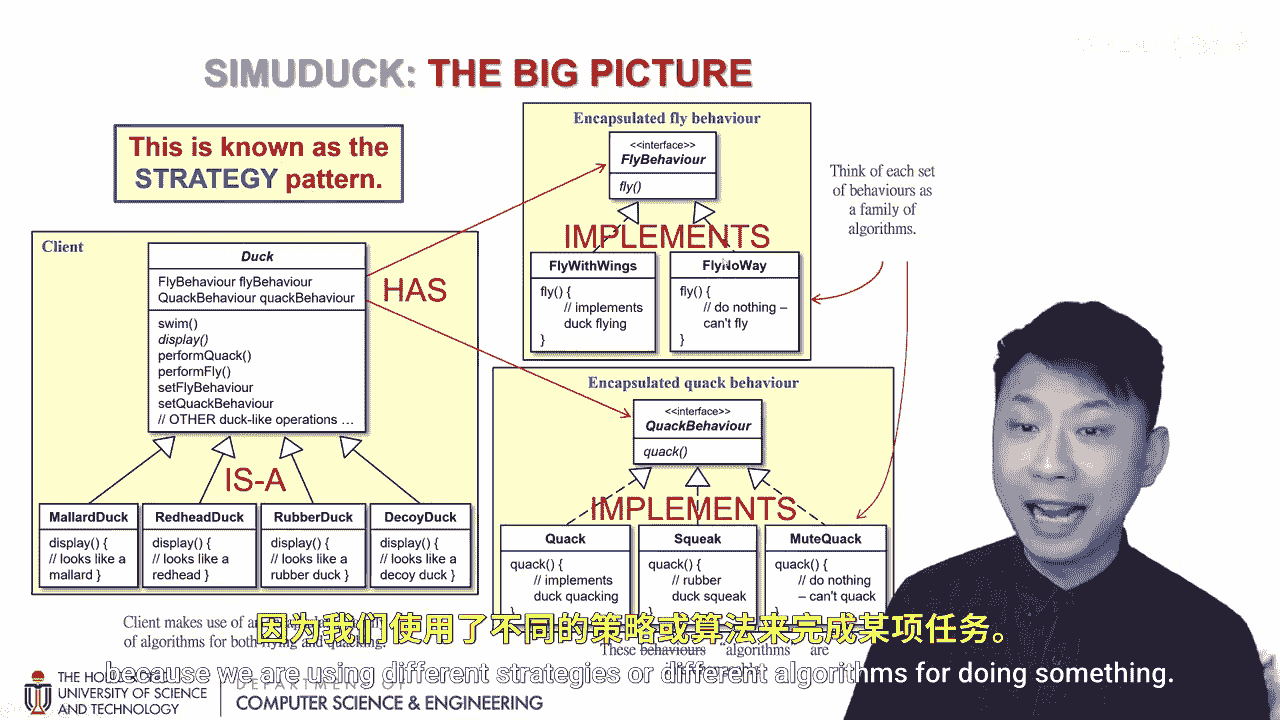 SIMUDUCK: THE BIG PICTURE
This is known as the
STRATEGY pattern.
Client
Duck
FlyBehaviour flyBehaviour
QuackBehaviour quackBehaviour
swim()
display()
performQuack()
performFly()
setFlyBehaviour
setQuackBehaviour
// OTHER duck-like operations …
HAS
IS-A
MallardDuck
display() {
// looks like a
mallard }
RedheadDuck
display() {
// looks like a
redhead }
RubberDuck
display() {
// looks like a
rubber duck }
DecoyDuck
display() {
// looks like a
decoy duck }
Encapsulated fly behaviour
<<interface>>
FlyBehaviour
fly()
IMPLEMENTS
FlyWithWings
fly() {
// implements
duck flying
}
FlyNoWay
fly() {
// do nothing –
can't fly
}
Think of each set
of behaviours as
a family of
algorithms.
Encapsulated quack behaviour
<<interface>>
QuackBehaviour
quack()
IMPLEMENTS
Quack
quack() {
// implements
duck quacking
}
Squeak
quack() {
// rubber
duck squeak
}
MuteQuack
quack() {
// do nothing
– can't quack
Client makes use of an
of algorithms for both flying and quacking.
These behaviours algorithms are
因为我们使用了不同的策略或算法来完成某项任务。
because we are using different strategies or different algorithms for doing something.
THE HONG KONG
UNIVERSITY OF SCIENCE
AND TECHNOLOGY
DEPARTMENT OF
COMPUTER SCIENCE & ENGINEERING